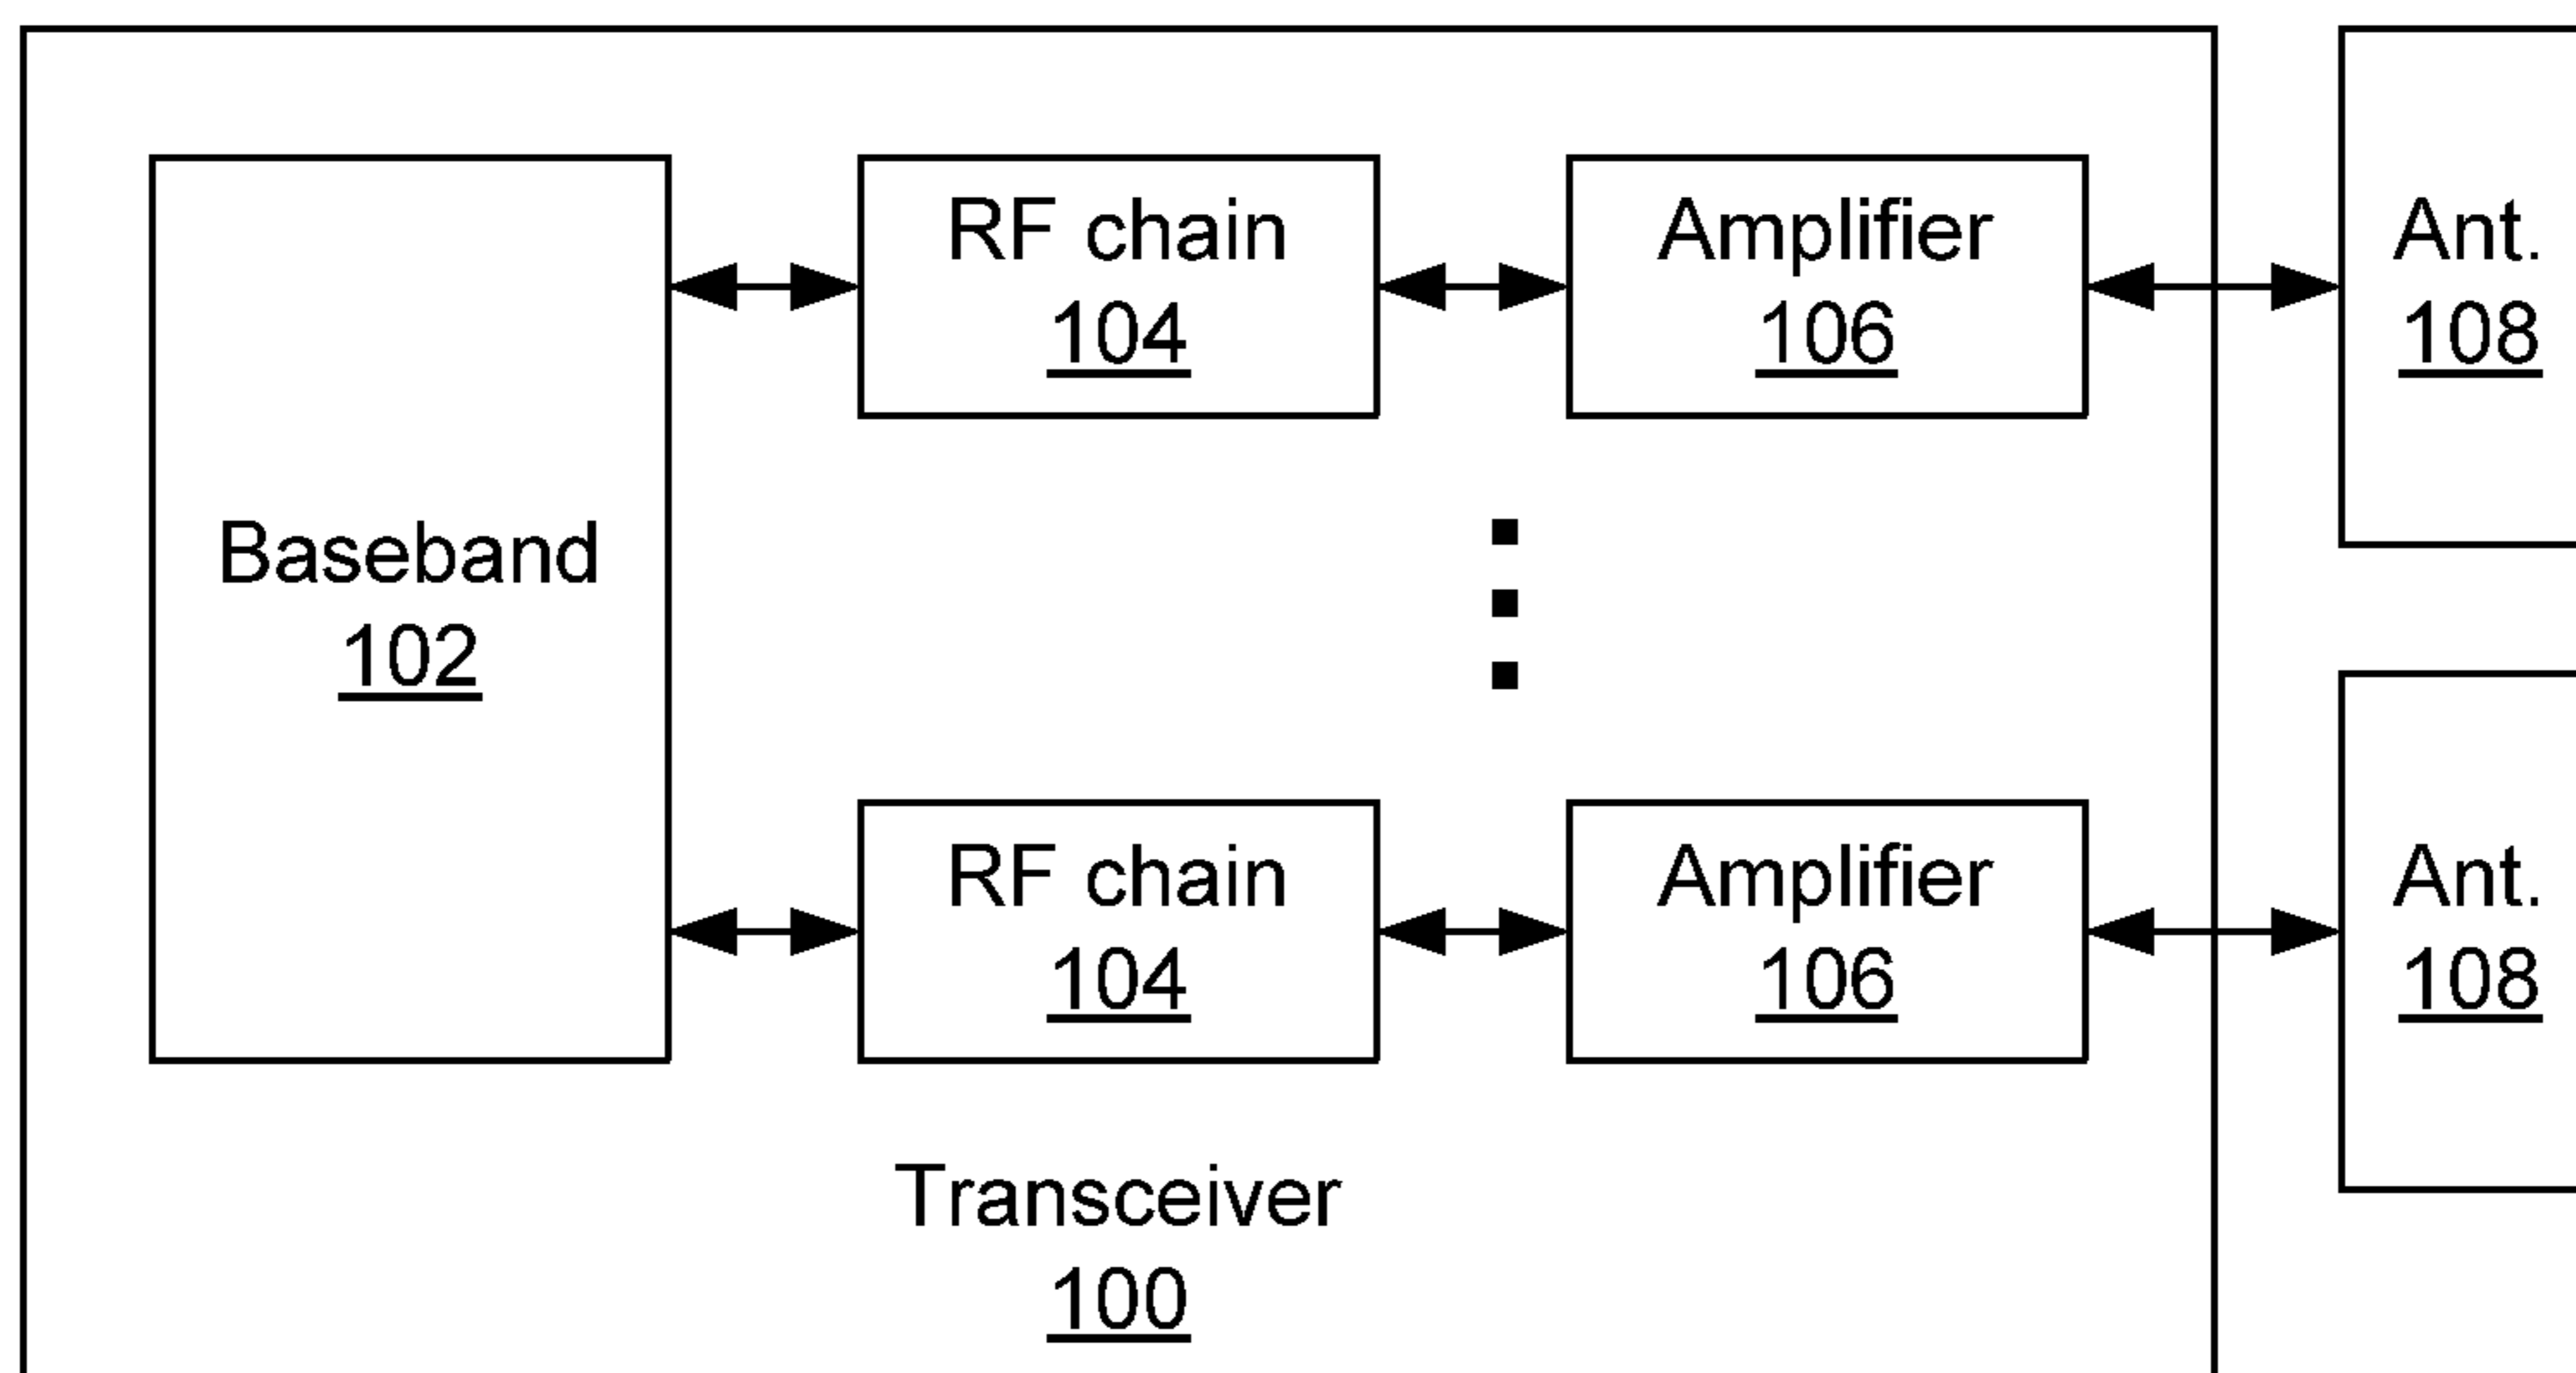 RF chain
104
Amplifier
106
Ant.
108
Baseband
102
RF chain
104
Amplifier
106
Ant.
108
Transceiver
100